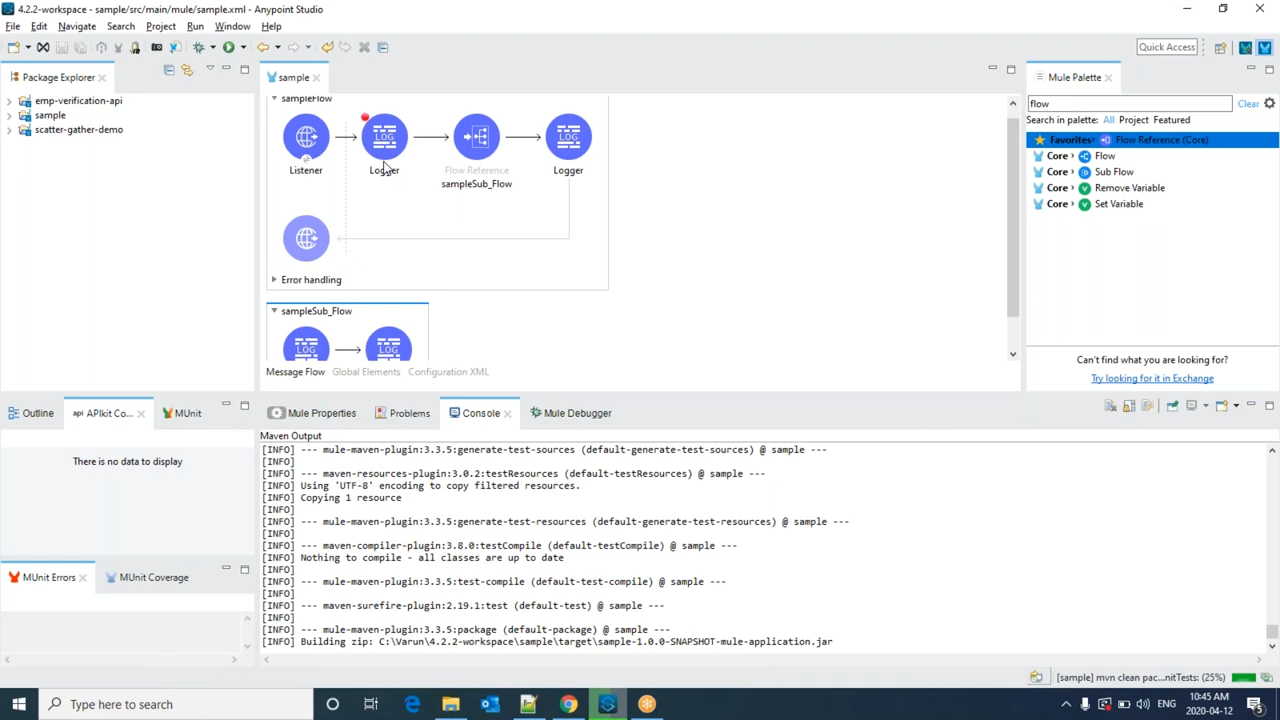 4.2.2-workspace - sample/src/main/mule/sample.xml - Anypoint Studio
File Edit Navigate Search Project Run Window Help
Quick Access
Package Explorer
emp-verification-api
sample
scatter-gather-demo
sample
sampleFlow
LOG
LOG
Listener
Logger
Flow Reference
sampleSub_Flow
Logger
Error handling
sampleSub_Flow
LOG
LOG
Message Flow Global Elements Configuration XML
Mule Palette
flow
Clear
Search in palette: All Project Featured
Favorites Flow Reference (Core)
Core Flow
Core Sub Flow
Core Remove Variable
Core Set Variable
Can't find what you are looking for?
Try looking for it in Exchange
Outline
APIkit Co...
MUnit
There is no data to display
MUnit Errors
MUnit Coverage
Mule Properties
Problems
Console
Mule Debugger
Maven Output
[INFO] --- mule-maven-plugin:3.3.5:generate-test-sources (default-generate-test-sources) @ sample ---
[INFO]
[INFO] --- maven-resources-plugin:3.0.2:testResources (default-testResources) @ sample ---
[INFO] Using 'UTF-8' encoding to copy filtered resources.
[INFO] Copying 1 resource
[INFO]
[INFO] --- mule-maven-plugin:3.3.5:generate-test-resources (default-generate-test-resources) @ sample ---
[INFO]
[INFO] --- maven-compiler-plugin:3.8.0:testCompile (default-testCompile) @ sample ---
[INFO] Nothing to compile - all classes are up to date
[INFO]
[INFO] --- mule-maven-plugin:3.3.5:test-compile (default-test-compile) @ sample ---
[INFO]
[INFO] --- maven-surefire-plugin:2.19.1:test (default-test) @ sample ---
[INFO]
[INFO] --- mule-maven-plugin:3.3.5:package (default-package) @ sample ---
[INFO] Building zip: C:\Varun\4.2.2-workspace\sample\target\sample-1.0.0-SNAPSHOT-mule-application.jar
[sample] mvn clean pac...nitTests: (25%)
Type here to search
ENG
10:45 AM
2020-04-12
5